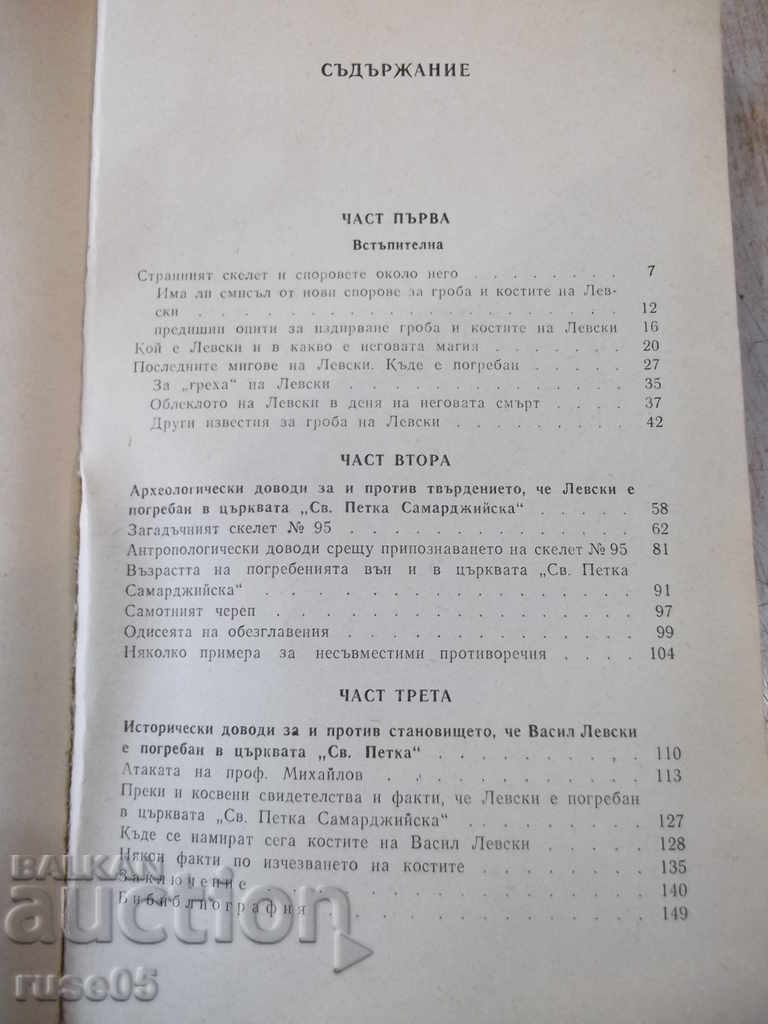 СЪДЪРЖАНИЕ
ЧАСТ ПЪРВА
Встъпителна
Странният скелет и споровете около него . . . . . . . . 7
Има ли смисъл от нови спорове за гроба и костите на Лев-
ски . . . . . . . . . . . . . . . . . . . . 12
предишни опити за издирване гроба и костите на Левски 16
Кой е Левски и в какво е неговата магия . . . . . . . 20
Последните мигове на Левски. Къде е погребан . . . . . 27
За „греха“ на Левски . . . . . . . . . . . . . 35
Облеклото на Левски в деня на неговата смърт . . . . 37
Други известия за гроба на Левски . . . . . . . . . 42
ЧАСТ ВТОРА
Археологически доводи за и против твърдението, че Левски е
погребан в църквата „Св. Петка Самарджийска“ . . . . . 58
Загадъчният скелет № 95 . . . . . . . . . . . . . 62
Антропологически доводи срещу припознаването на скелет № 95 81
Възрастта на погребенията вън и в църквата „Св. Петка
Самарджийска“ . . . . . . . . . . . . . . . . . 91
Самотният череп . . . . . . . . . . . . . . . . 97
Одисеята на обезглавения . . . . . . . . . . . . . 99
Няколко примера за несъвместими противоречия . . . . 104
ЧАСТ ТРЕТА
Исторически доводи за и против становището, че Васил Левски
е погребан в църквата „Св. Петка“ . . . . . . . . . . 110
Атаката на проф. Михайлов . . . . . . . . . . . . 113
Преки и косвени свидетелства и факти, че Левски е погребан
в църквата „Св. Петка Самарджийска“ . . . . . . . . 127
Къде се намират сега костите на Васил Левски . . . . . 128
Някои факти по изчезването на костите . . . . . . . . 135
Заключение . . . . . . . . . . . . . . . . . . 140
Бибиблиография . . . . . . . . . . . . . . . . 149
BALKAN
auction
ruse05